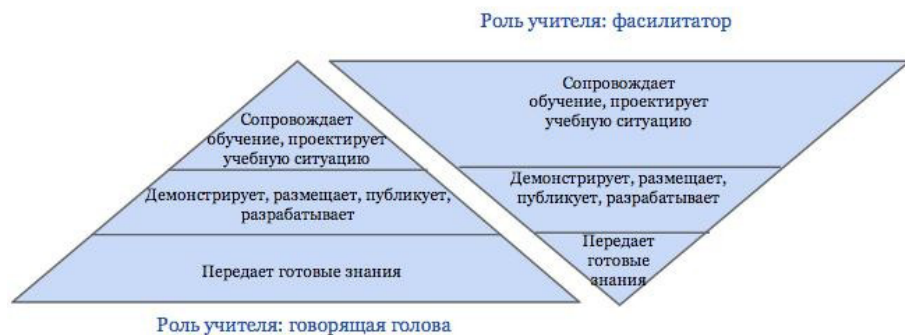 Роль учителя: фасилитатор
Сопровождает
обучение, проектирует
учебную ситуацию
Демонстрирует, размещает,
публикует, разрабатывает
Передает
готовые
знания
Сопровождает
обучение, проектирует
учебную ситуацию
Демонстрирует, размещает, публикует,
разрабатывает
Передает готовые знания
Роль учителя: говорящая голова